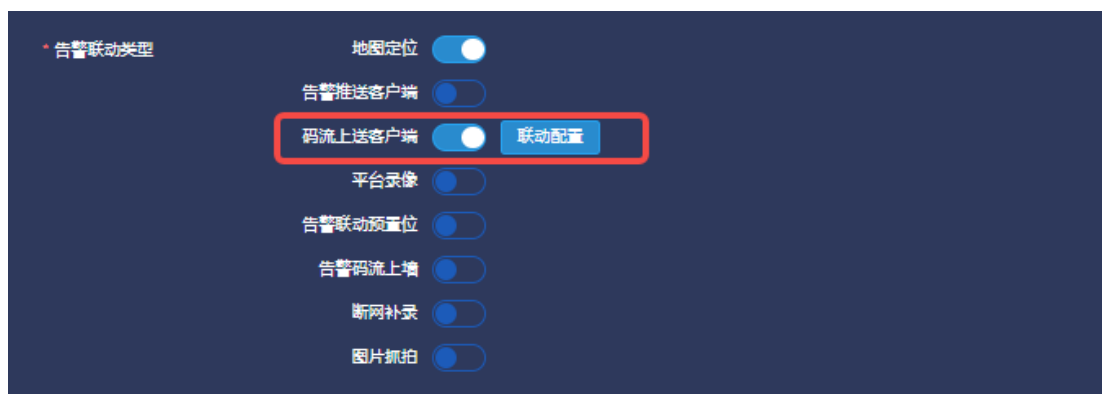 * 告警联动类型 地图定位
告警推送客户端
码流上送客户端 联动配置
平台录像
告警联动预置位
告警码流上墙
断网补录
图片抓拍